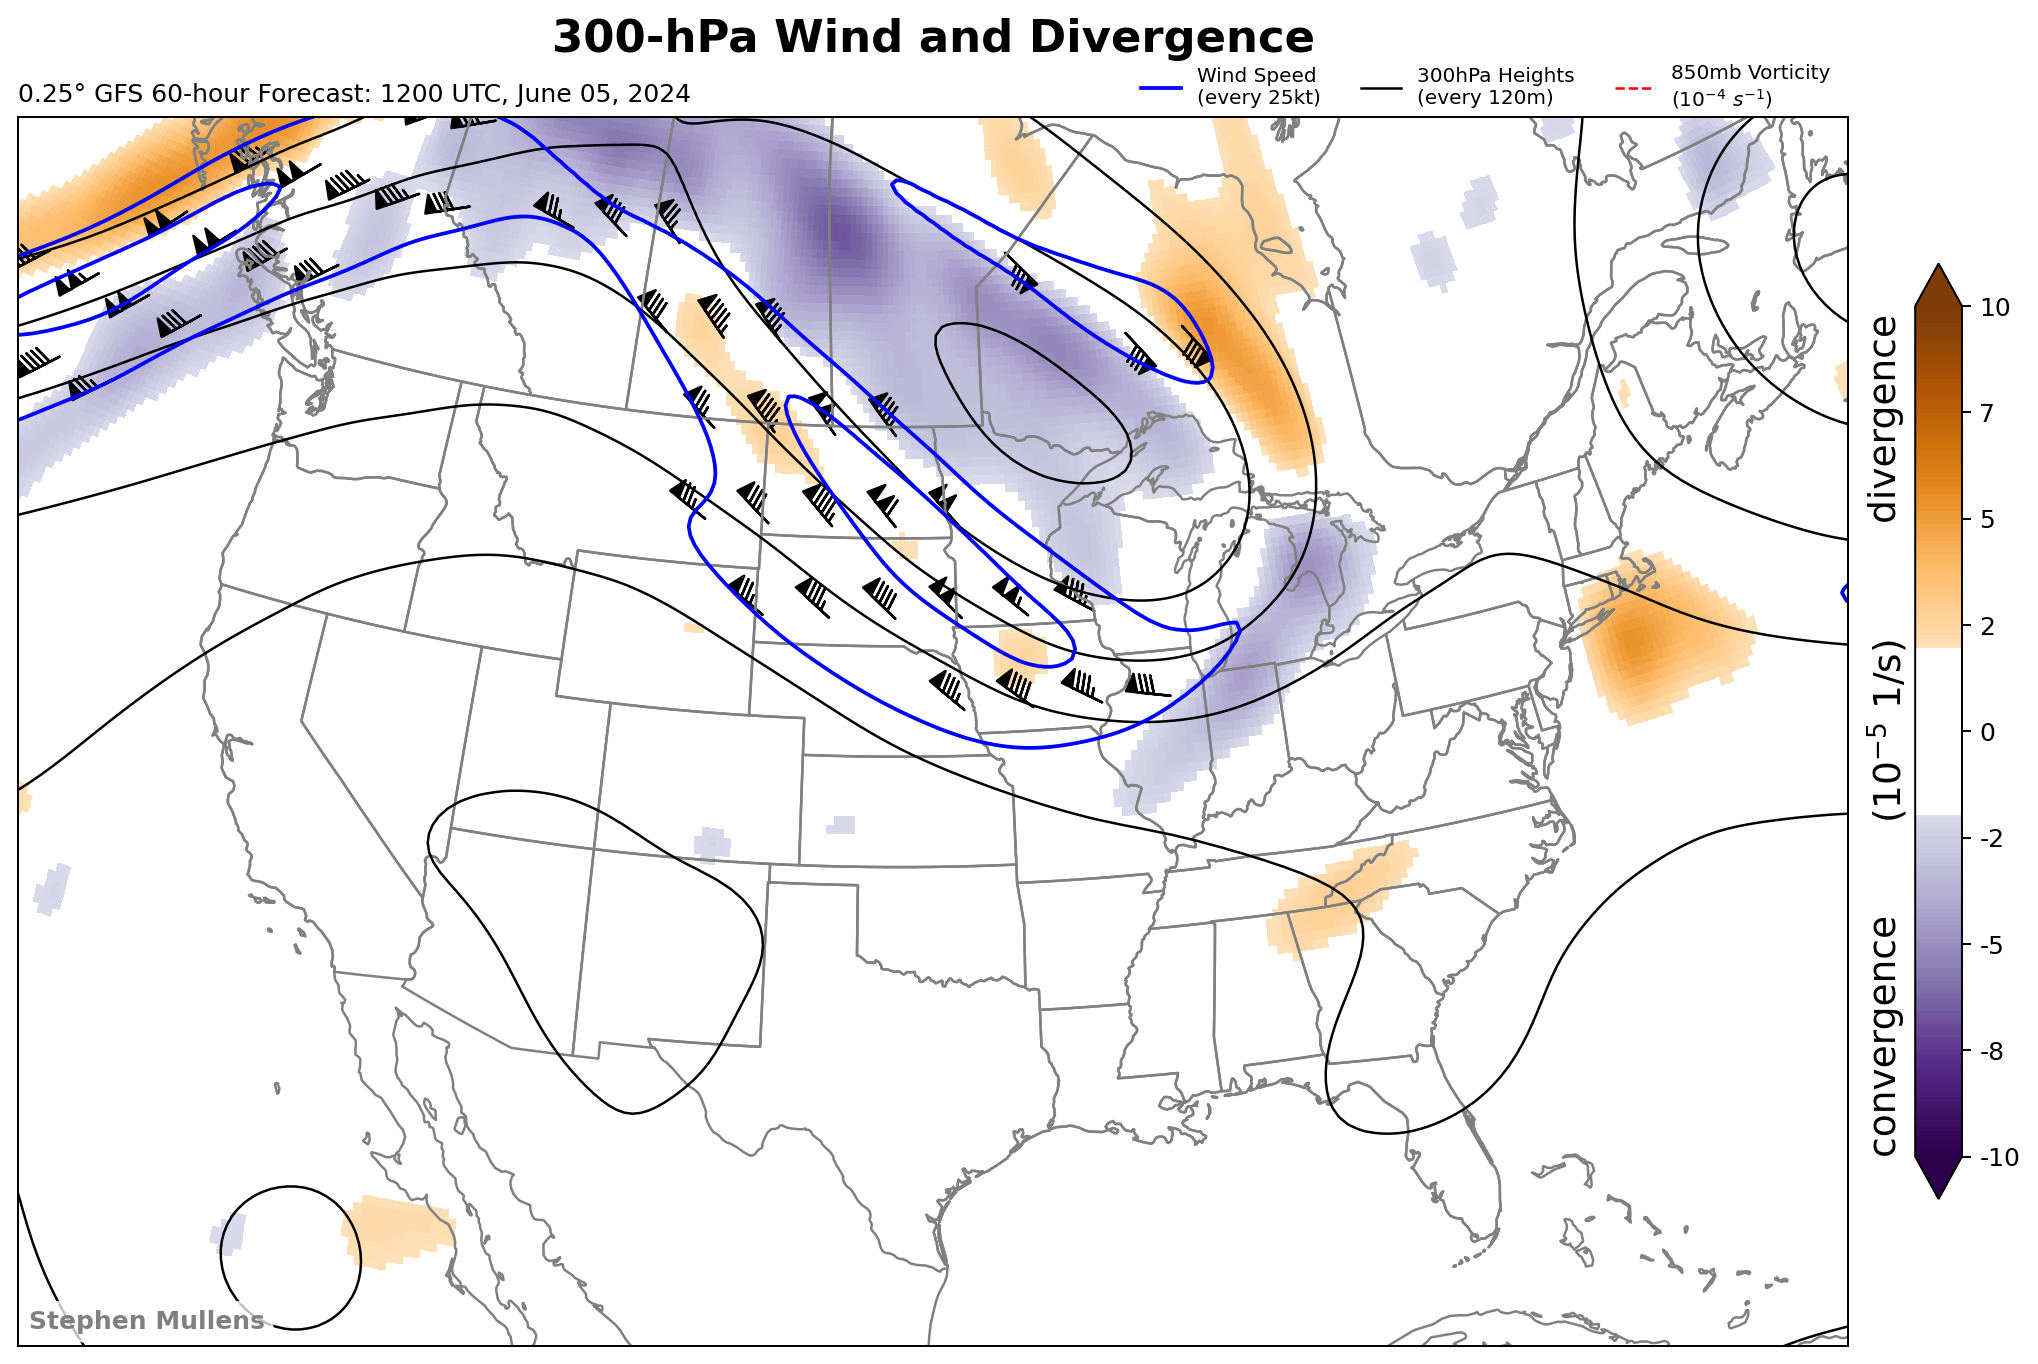 300-hPa Wind and Divergence
0.25° GFS 60-hour Forecast: 1200 UTC, June 05, 2024
Wind Speed
(every 25kt)
300hPa Heights
(every 120m)
850mb Vorticity
(10⁻⁴ s⁻¹)
10
7
5
2
0
-2
-5
-8
-10
convergence (10⁻⁵ 1/s) divergence
Stephen Mullens